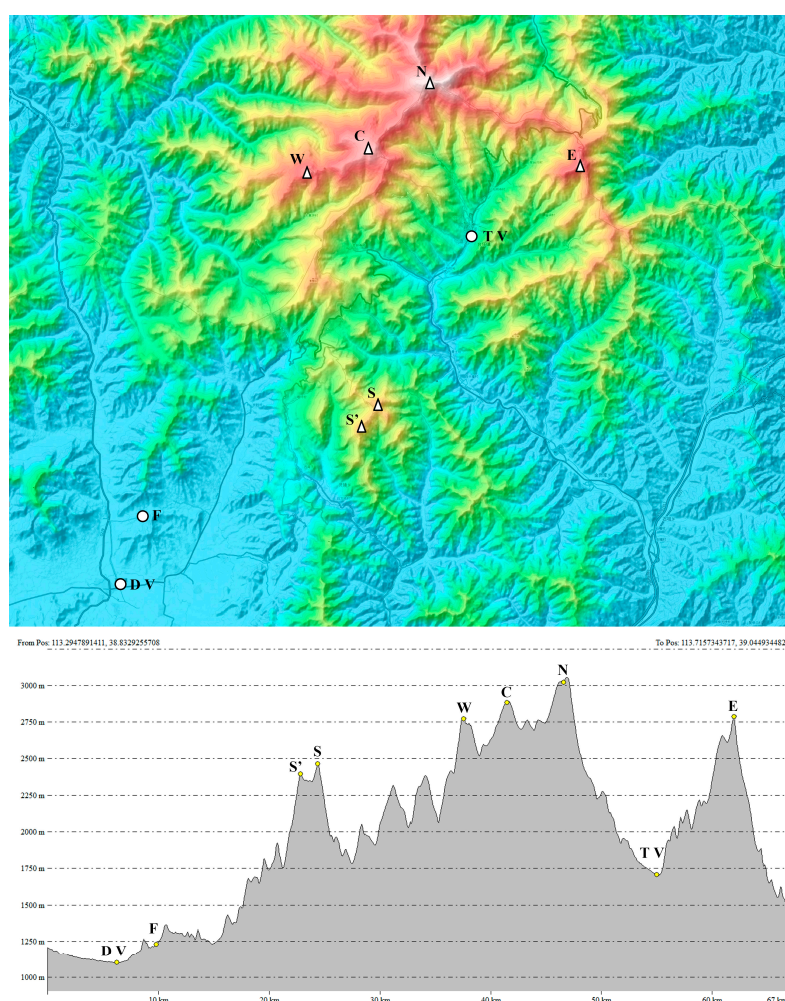 N
C
W
E
T V
S
S'
F
D V
From Pos: 113.2947891411, 38.8329255708
To Pos: 113.7157343717, 39.044934482
3000 m
2750 m
2500 m
2250 m
2000 m
1750 m
1500 m
1250 m
1000 m
N
C
W
E
S'
S
T V
F
D V
10 km
20 km
30 km
40 km
50 km
60 km
67 km